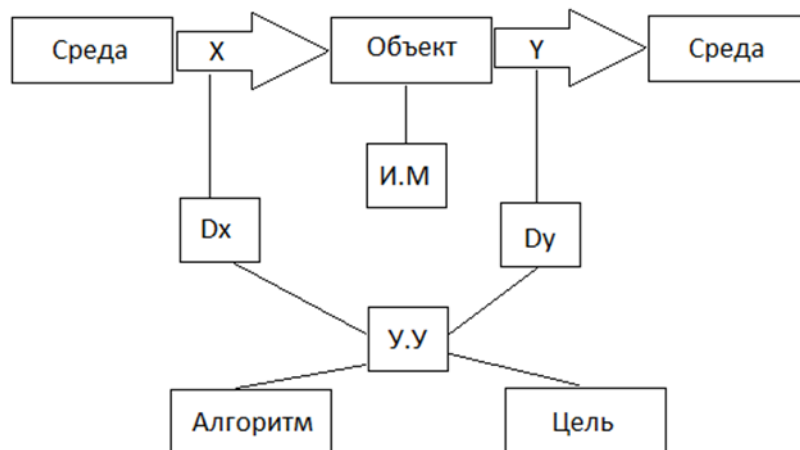 Среда
X
Объект
Y
Среда
И.М
Dx
Dy
У.У
Алгоритм
Цель